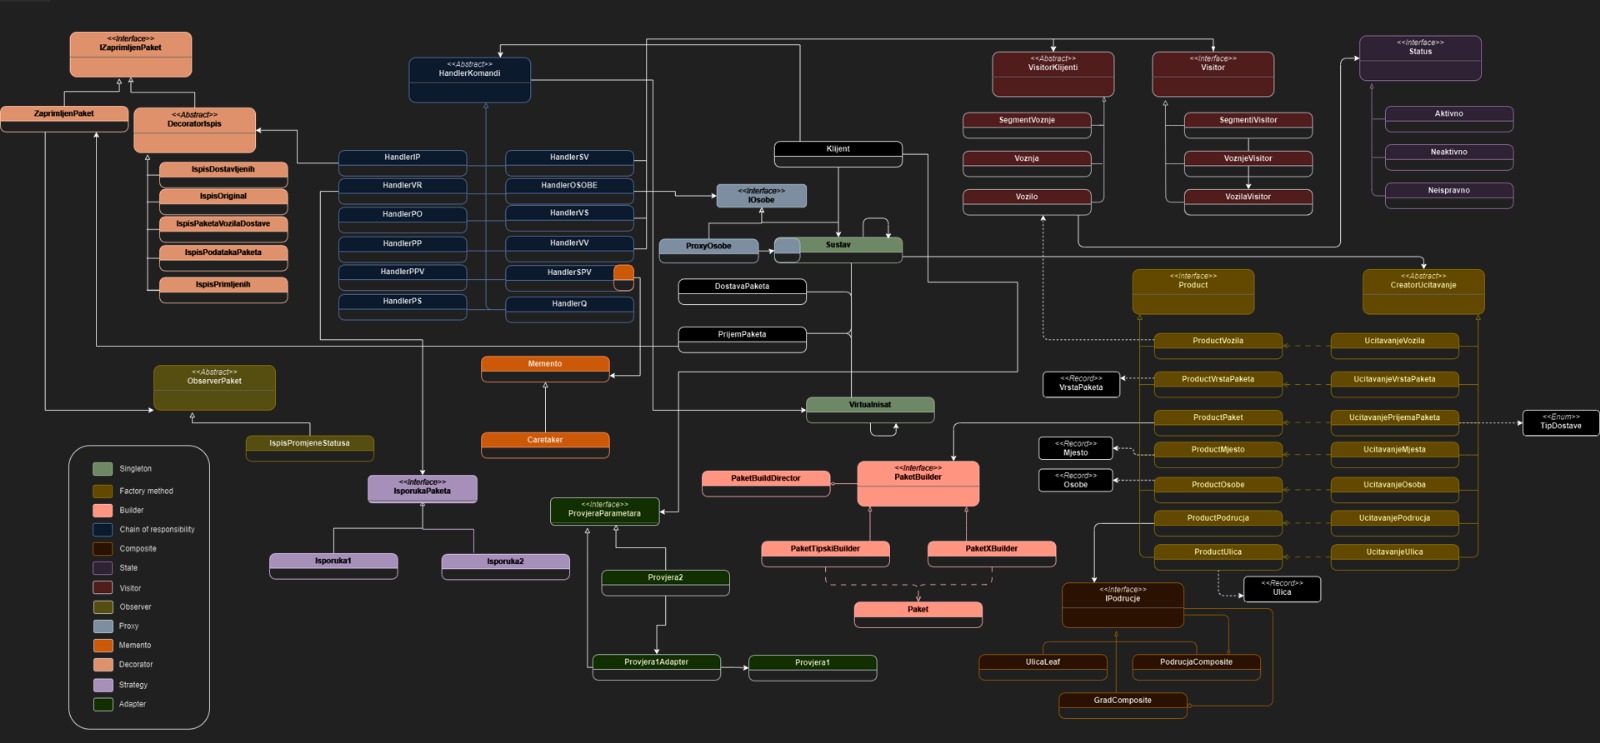 <<Interface>>
IZaprimljenPaket
ZaprimljenPaket
<<Abstract>>
DecoratorIspis
IspisDostavljenih
IspisOriginal
IspisPaketaVozilaDostave
IspisPodatakaPaketa
IspisPrimljenih
<<Abstract>>
HandlerKomandi
HandlerIP
HandlerSV
HandlerVR
HandlerOSOBE
HandlerPO
HandlerVS
HandlerPP
HandlerVV
HandlerPPV
HandlerSPV
HandlerPS
HandlerQ
Klijent
<<Interface>>
IOsobe
ProxyOsobe
Sustav
DostavaPaketa
PrijemPaketa
VirtualniSat
<<Abstract>>
VisitorKlijenti
SegmentVoznje
Voznja
Vozilo
<<Interface>>
Visitor
SegmentiVisitor
VoznjeVisitor
VozilaVisitor
<<Interface>>
Status
Aktivno
Neaktivno
Neispravno
<<Interface>>
Product
<<Abstract>>
CreatorUcitavanje
ProductVozila
UcitavanjeVozila
<<Record>>
VrstaPaketa
ProductVrstaPaketa
UcitavanjeVrstaPaketa
ProductPaket
UcitavanjePrijemaPaketa
<<Enum>>
TipDostave
<<Record>>
Mjesto
ProductMjesto
UcitavanjeMjesta
<<Record>>
Osobe
ProductOsobe
UcitavanjeOsoba
ProductPodrucja
UcitavanjePodrucja
ProductUlica
UcitavanjeUlica
<<Record>>
Ulica
<<Abstract>>
ObserverPaket
IspisPromjeneStatusa
Memento
Caretaker
<<Interface>>
IsporukaPaketa
Isporuka1
Isporuka2
<<Interface>>
ProvjeraParametara
Provjera2
Provjera1Adapter
Provjera1
PaketBuildDirector
<<Interface>>
PaketBuilder
PaketTipskiBuilder
PaketXBuilder
Paket
<<Interface>>
IPodrucje
UlicaLeaf
PodrucjaComposite
GradComposite
Singleton
Factory method
Builder
Chain of responsibility
Composite
State
Visitor
Observer
Proxy
Memento
Decorator
Strategy
Adapter